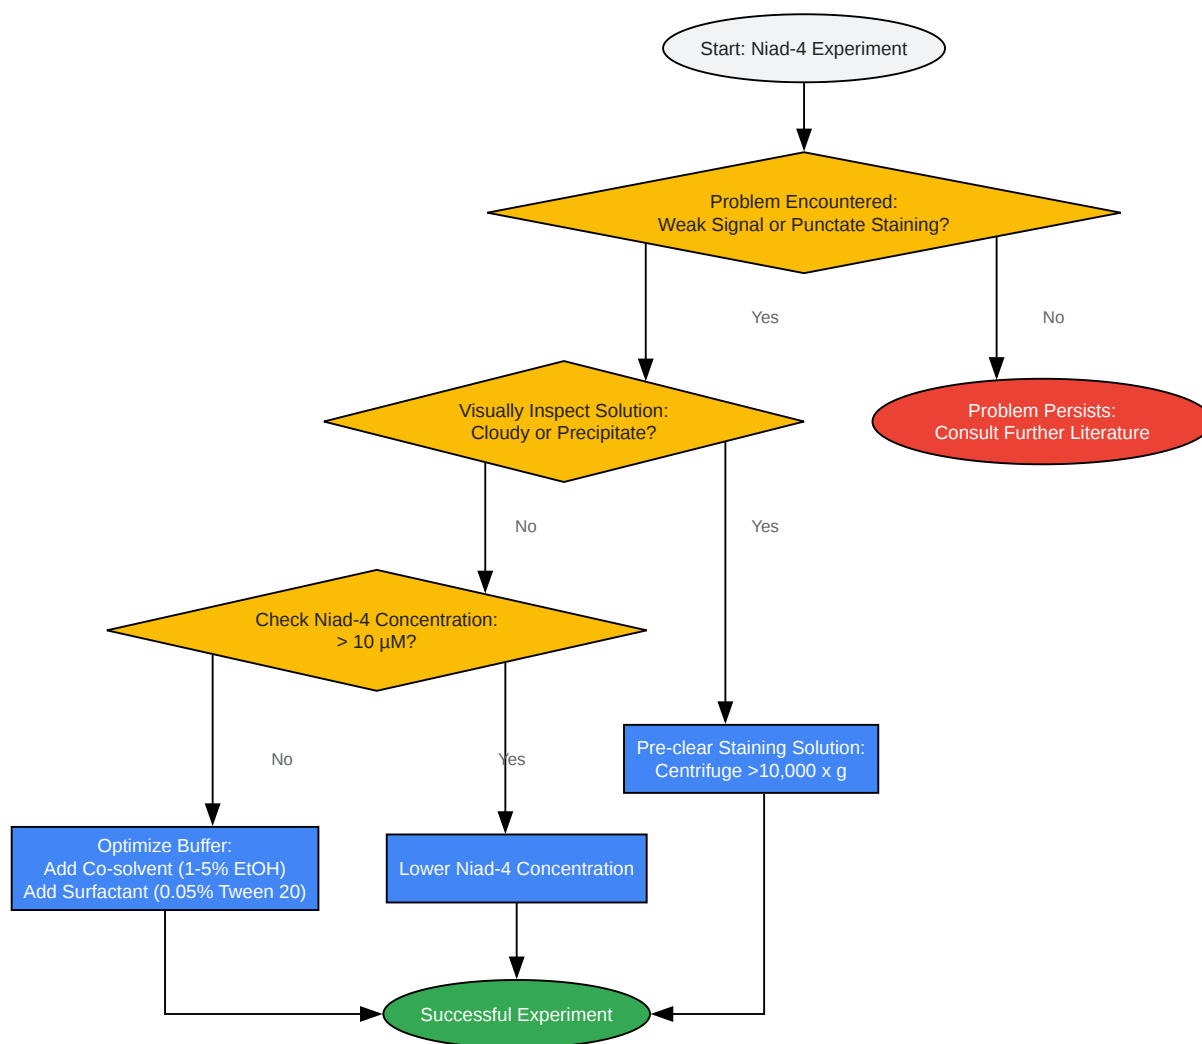 Start: Niad-4 Experiment
Problem Encountered:
Weak Signal or Punctate Staining?
Yes
No
Visually Inspect Solution:
Cloudy or Precipitate?
Problem Persists:
Consult Further Literature
No
Yes
Check Niad-4 Concentration:
> 10 µM?
No
Yes
Pre-clear Staining Solution:
Centrifuge >10,000 x g
Optimize Buffer:
Add Co-solvent (1-5% EtOH)
Add Surfactant (0.05% Tween 20)
Lower Niad-4 Concentration
Successful Experiment